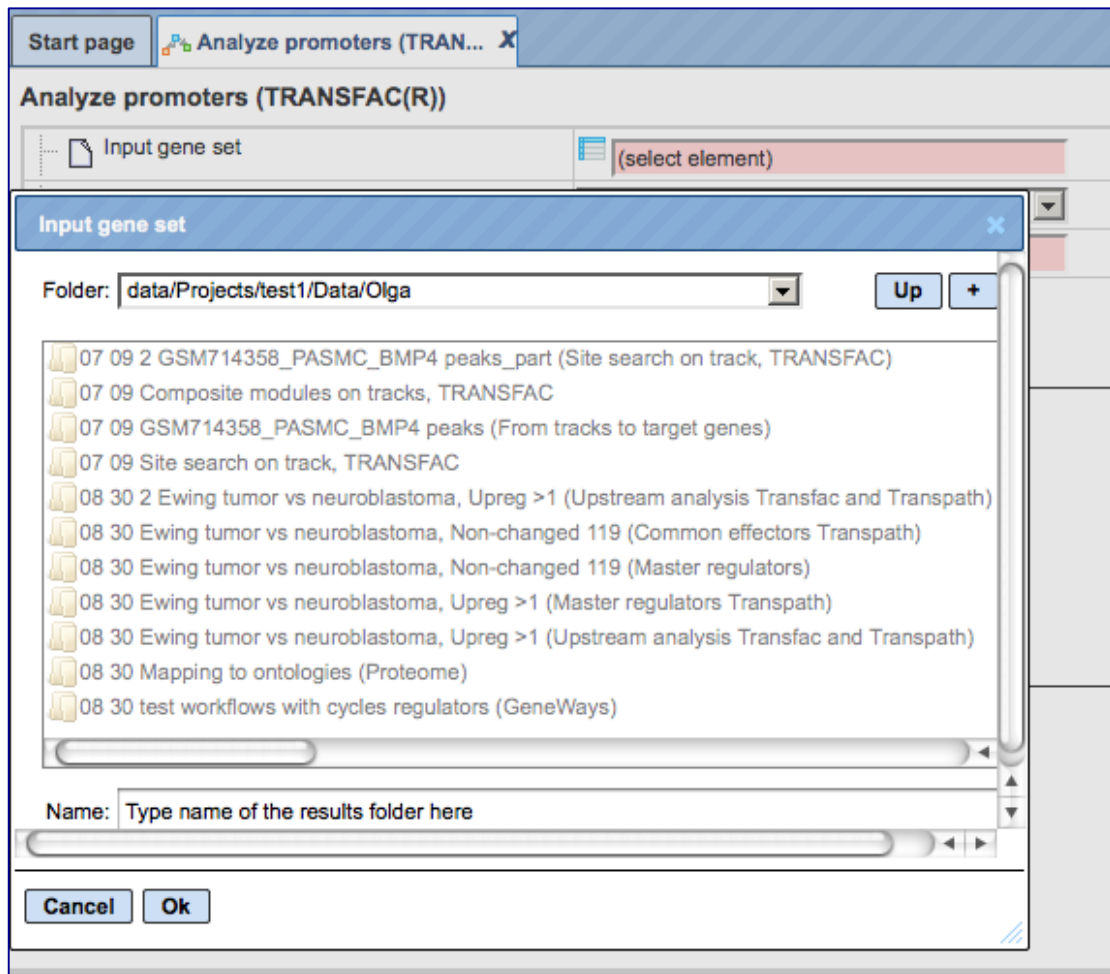 Start page
Analyze promoters (TRAN... X
Analyze promoters (TRANSFAC(R))
Input gene set
(select element)
Input gene set
Folder: data/Projects/test1/Data/Olga
Up
+
07 09 2 GSM714358_PASMC_BMP4 peaks_part (Site search on track, TRANSFAC)
07 09 Composite modules on tracks, TRANSFAC
07 09 GSM714358_PASMC_BMP4 peaks (From tracks to target genes)
07 09 Site search on track, TRANSFAC
08 30 2 Ewing tumor vs neuroblastoma, Upreg >1 (Upstream analysis Transfac and Transpath)
08 30 Ewing tumor vs neuroblastoma, Non-changed 119 (Common effectors Transpath)
08 30 Ewing tumor vs neuroblastoma, Non-changed 119 (Master regulators)
08 30 Ewing tumor vs neuroblastoma, Upreg >1 (Master regulators Transpath)
08 30 Ewing tumor vs neuroblastoma, Upreg >1 (Upstream analysis Transfac and Transpath)
08 30 Mapping to ontologies (Proteome)
08 30 test workflows with cycles regulators (GeneWays)
Name: Type name of the results folder here
Cancel
Ok